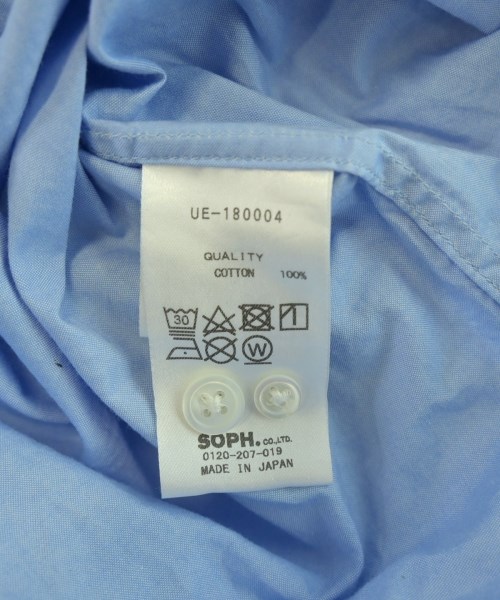 UE-180004
QUALITY
COTTON 100%
30
W
SOPH. CO.,LTD.
0120-207-019
MADE IN JAPAN